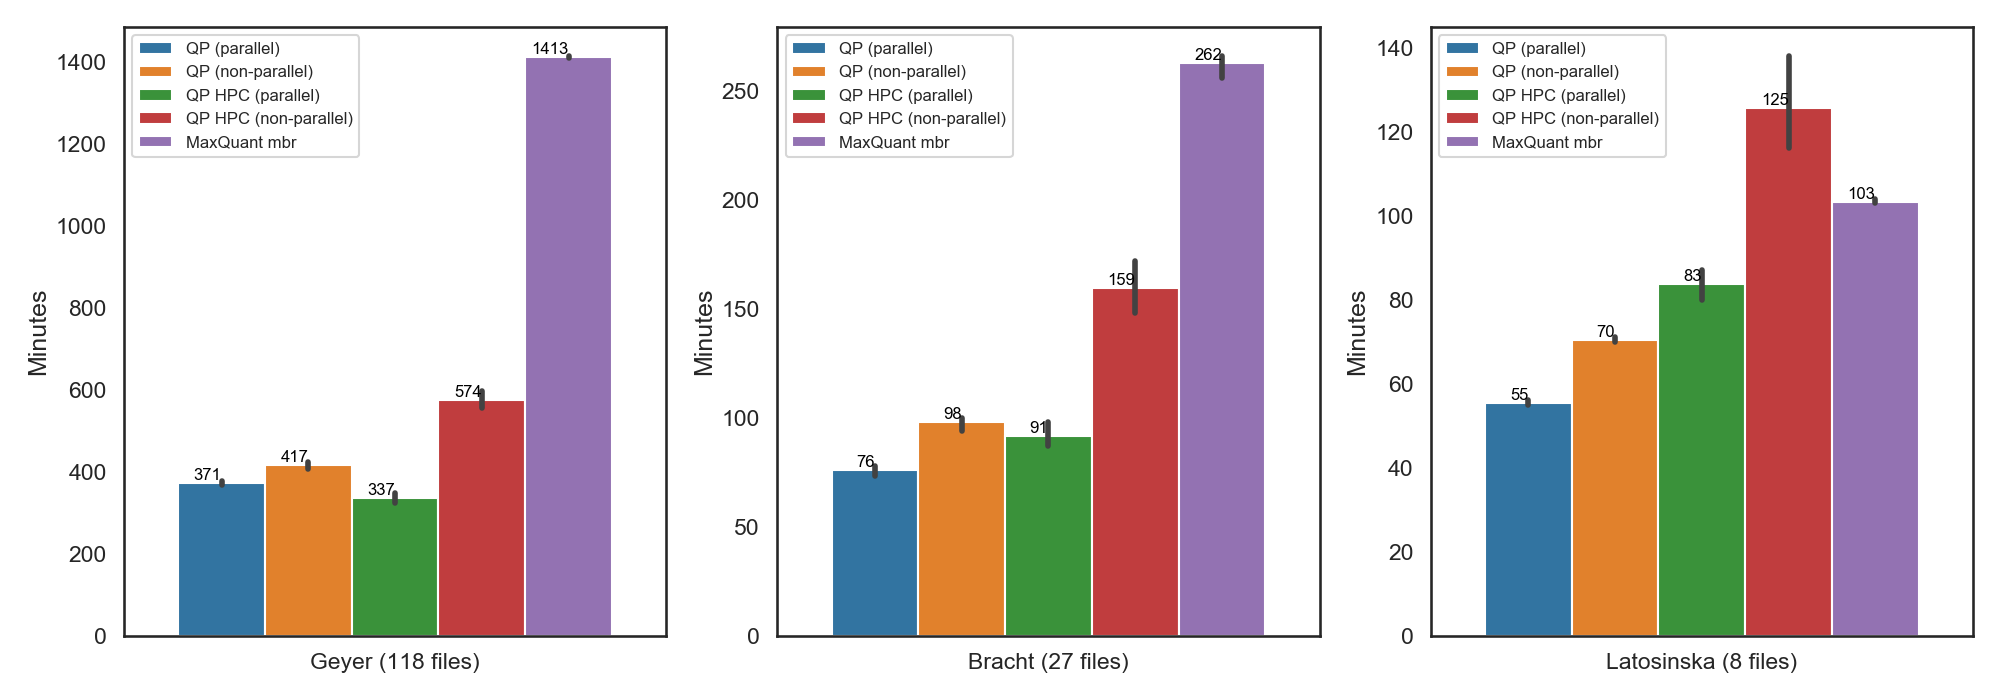 QP (parallel)
QP (non-parallel)
QP HPC (parallel)
QP HPC (non-parallel)
MaxQuant mbr
1400
1200
1000
800
600
400
200
0
Minutes
371
417
337
574
1413
Geyer (118 files)
QP (parallel)
QP (non-parallel)
QP HPC (parallel)
QP HPC (non-parallel)
MaxQuant mbr
250
200
150
100
50
0
Minutes
76
98
91
159
262
Bracht (27 files)
QP (parallel)
QP (non-parallel)
QP HPC (parallel)
QP HPC (non-parallel)
MaxQuant mbr
140
120
100
80
60
40
20
0
Minutes
55
70
83
125
103
Latosinska (8 files)